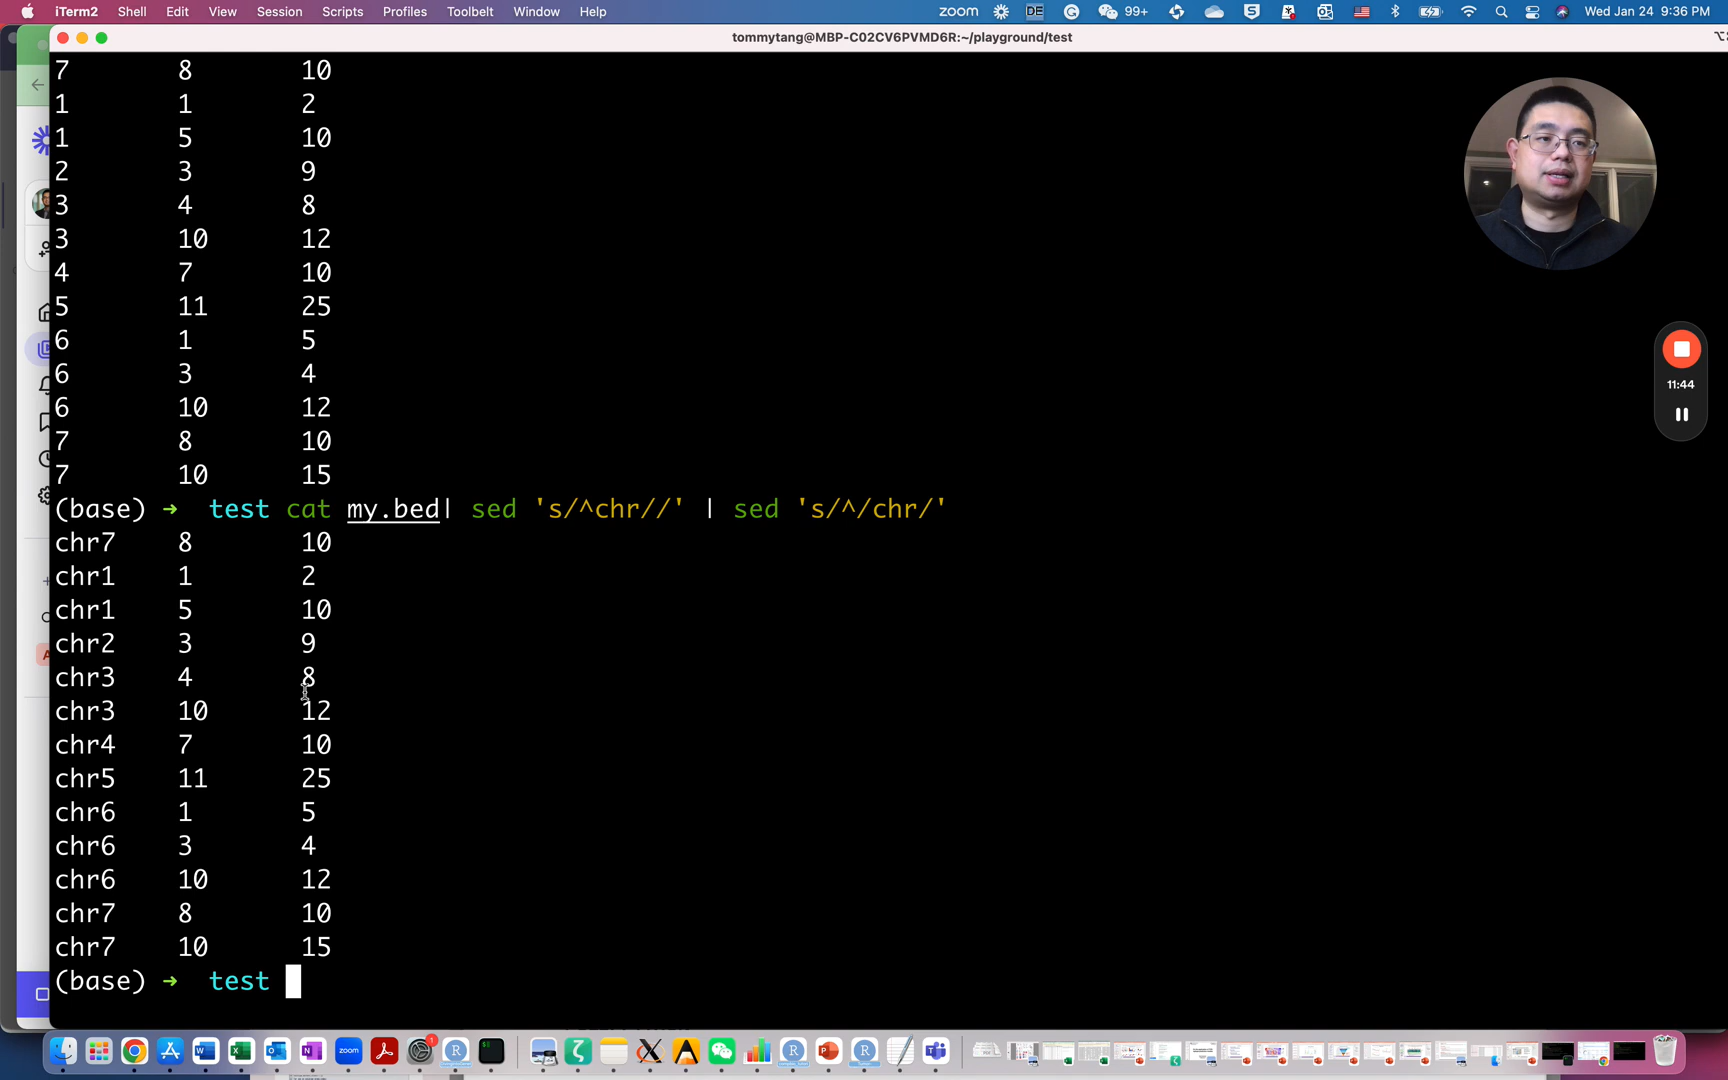 iTerm2 Shell Edit View Session Scripts Profiles Toolbelt Window Help zoom DE 99+ Wed Jan 24 9:36 PM
tommytang@MBP-C02CV6PVMD6R:~/playground/test
7 8 10
1 1 2
1 5 10
2 3 9
3 4 8
3 10 12
4 7 10
5 11 25
6 1 5
6 3 4
6 10 12
7 8 10
7 10 15
(base) → test cat my.bed| sed 's/^chr//' | sed 's/^/chr/'
chr7 8 10
chr1 1 2
chr1 5 10
chr2 3 9
chr3 4 8
chr3 10 12
chr4 7 10
chr5 11 25
chr6 1 5
chr6 3 4
chr6 10 12
chr7 8 10
chr7 10 15
(base) → test
11:44
zoom